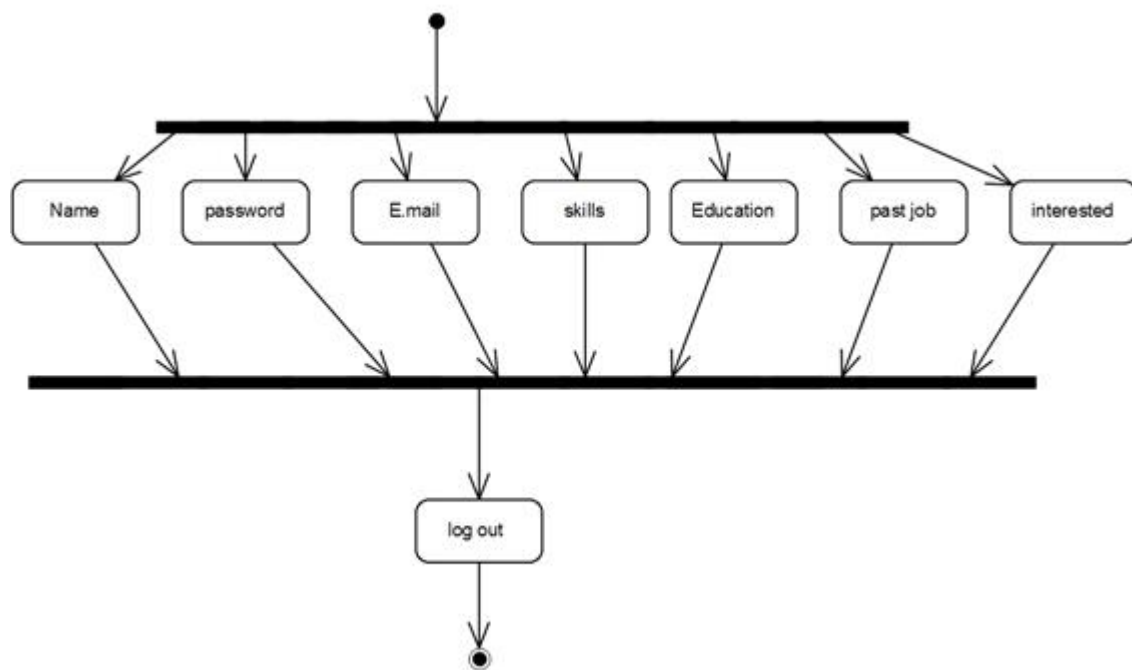 Name
password
E.mail
skills
Education
past job
interested
log out